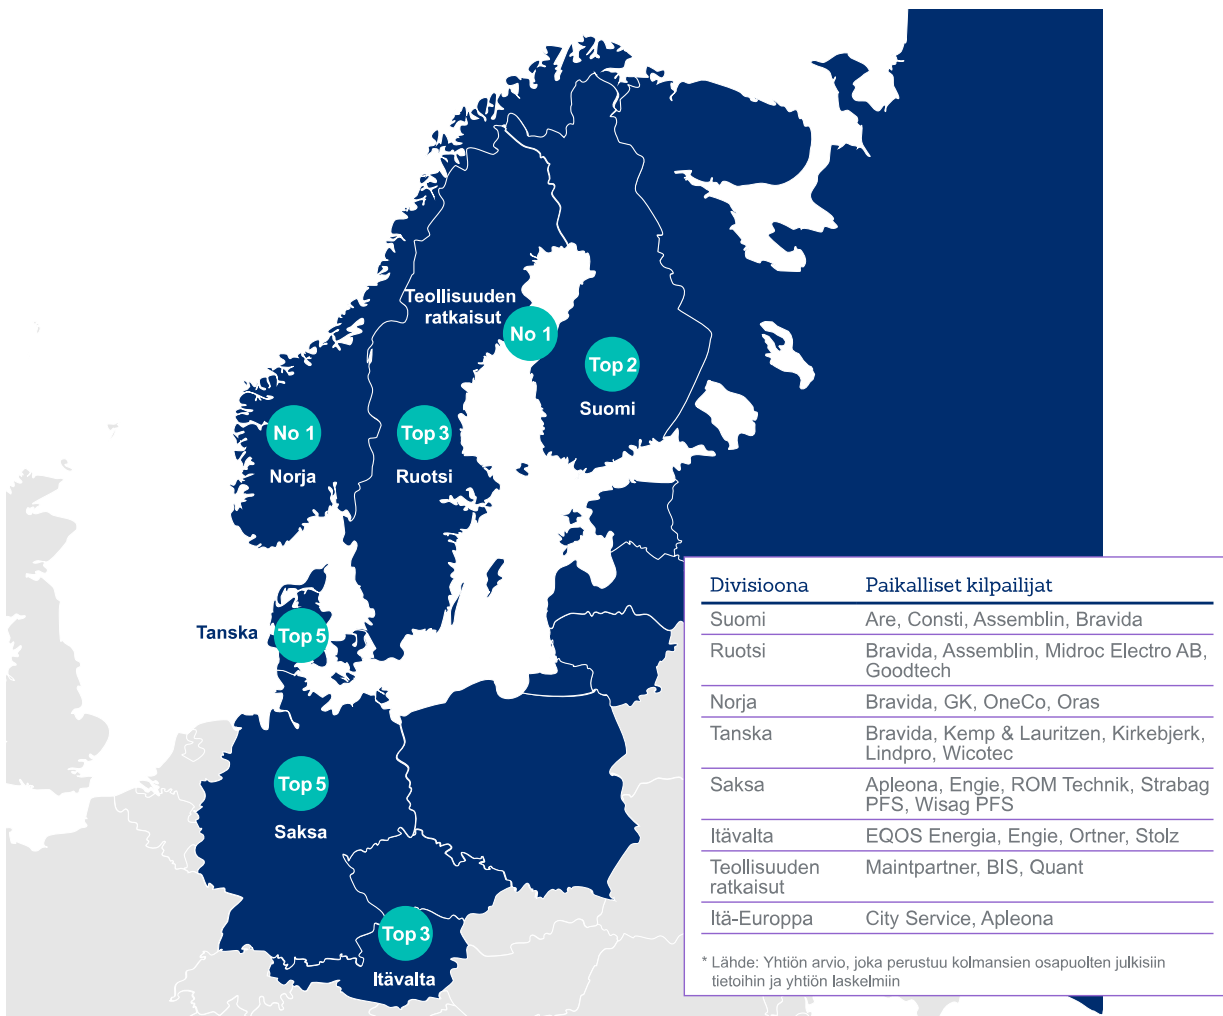 Teollisuuden
ratkaisut
No 1
Top 2
Suomi
No 1
Norja
Top 3
Ruotsi
Tanska
Top 5
Top 5
Saksa
Top 3
Itävalta
Divisioona Paikalliset kilpailijat
Suomi Are, Consti, Assemblin, Bravida
Ruotsi Bravida, Assemblin, Midroc Electro AB,
Goodtech
Norja Bravida, GK, OneCo, Oras
Tanska Bravida, Kemp & Lauritzen, Kirkebjerk,
Lindpro, Wicotec
Saksa Apleona, Engie, ROM Technik, Strabag
PFS, Wisag PFS
Itävalta EQOS Energia, Engie, Ortner, Stolz
Teollisuuden Maintpartner, BIS, Quant
ratkaisut
Itä-Europpa City Service, Apleona
* Lähde: Yhtiön arvio, joka perustuu kolmansien osapuolten julkisiin
tietoihin ja yhtiön laskelmiin